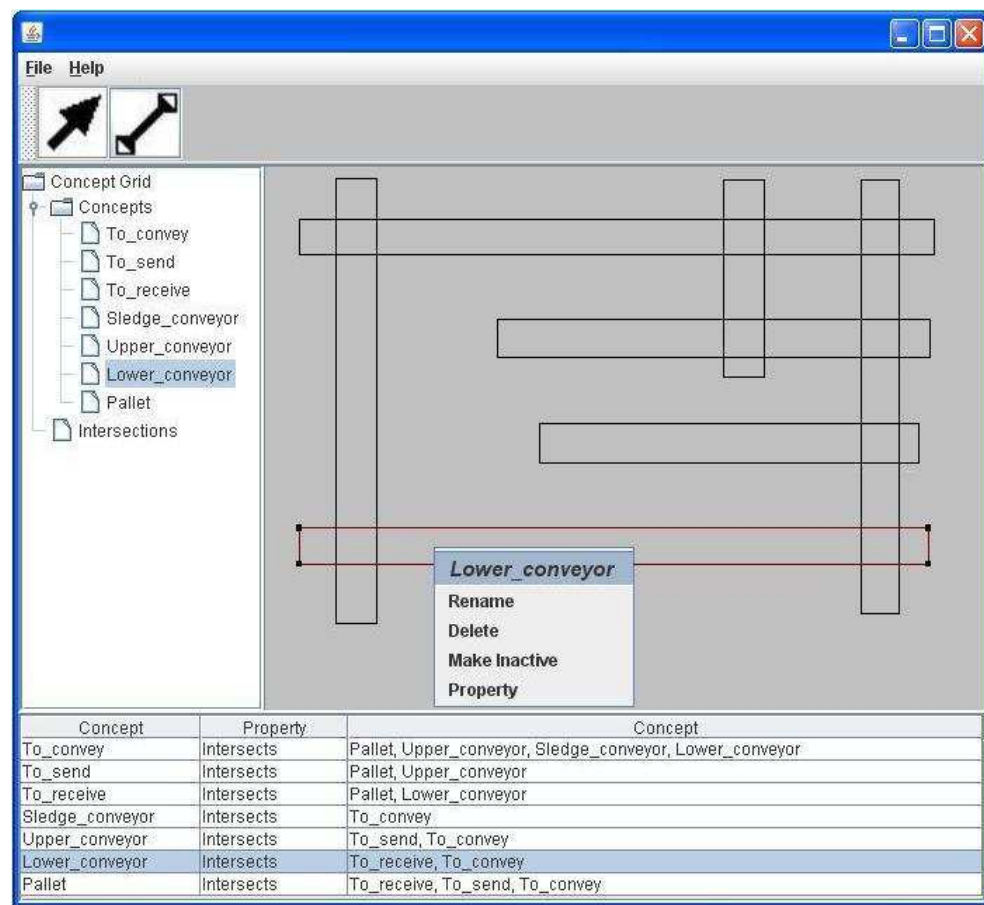 File Help
Concept Grid
Concepts
To_convey
To_send
To_receive
Sledge_conveyor
Upper_conveyor
Lower_conveyor
Pallet
Intersections
Lower_conveyor
Rename
Delete
Make Inactive
Property
Concept Property Concept
To_convey Intersects Pallet, Upper_conveyor, Sledge_conveyor, Lower_conveyor
To_send Intersects Pallet, Upper_conveyor
To_receive Intersects Pallet, Lower_conveyor
Sledge_conveyor Intersects To_convey
Upper_conveyor Intersects To_send, To_convey
Lower_conveyor Intersects To_receive, To_convey
Pallet Intersects To_receive, To_send, To_convey